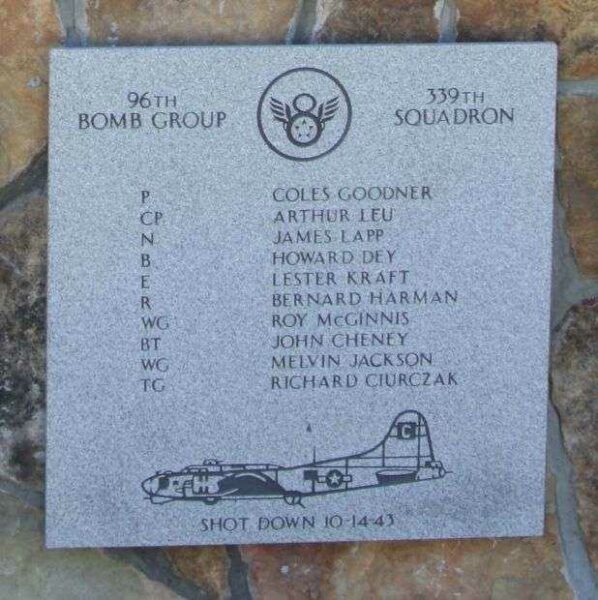 96TH BOMB GROUP
339TH SQUADRON
P COLES GOODNER
CP ARTHUR LEU
N JAMES LAPP
B HOWARD DEY
E LESTER KRAFT
R BERNARD HARMAN
WG ROY McGINNIS
BT JOHN CHENEY
WG MELVIN JACKSON
TG RICHARD CIURCZAK
C
SHOT DOWN 10-14-43